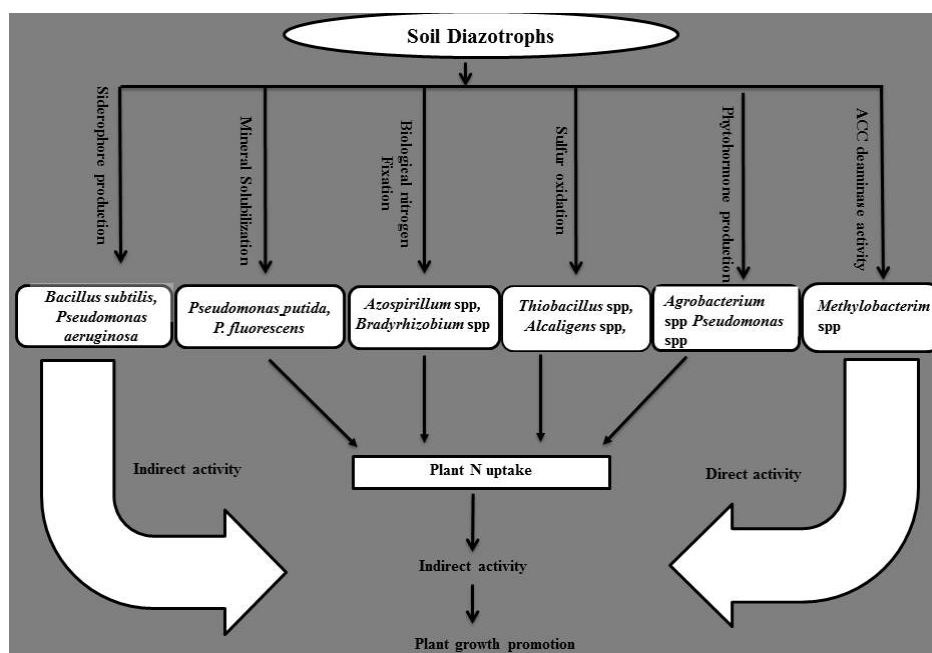 Soil Diazotrophs
Siderophore production
Mineral Solubilization
Biological nitrogen
Fixation
Sulfur oxidation
Phytohormone production
ACC deaminase activity
Bacillus subtilis,
Pseudomonas
aeruginosa
Pseudomonas putida,
P. fluorescens
Azospirillum spp,
Bradyrhizobium spp
Thiobacillus spp,
Alcaligens spp,
Agrobacterium
spp Pseudomonas
spp
Methylobacterim
spp
Indirect activity
Plant N uptake
Direct activity
Indirect activity
Plant growth promotion